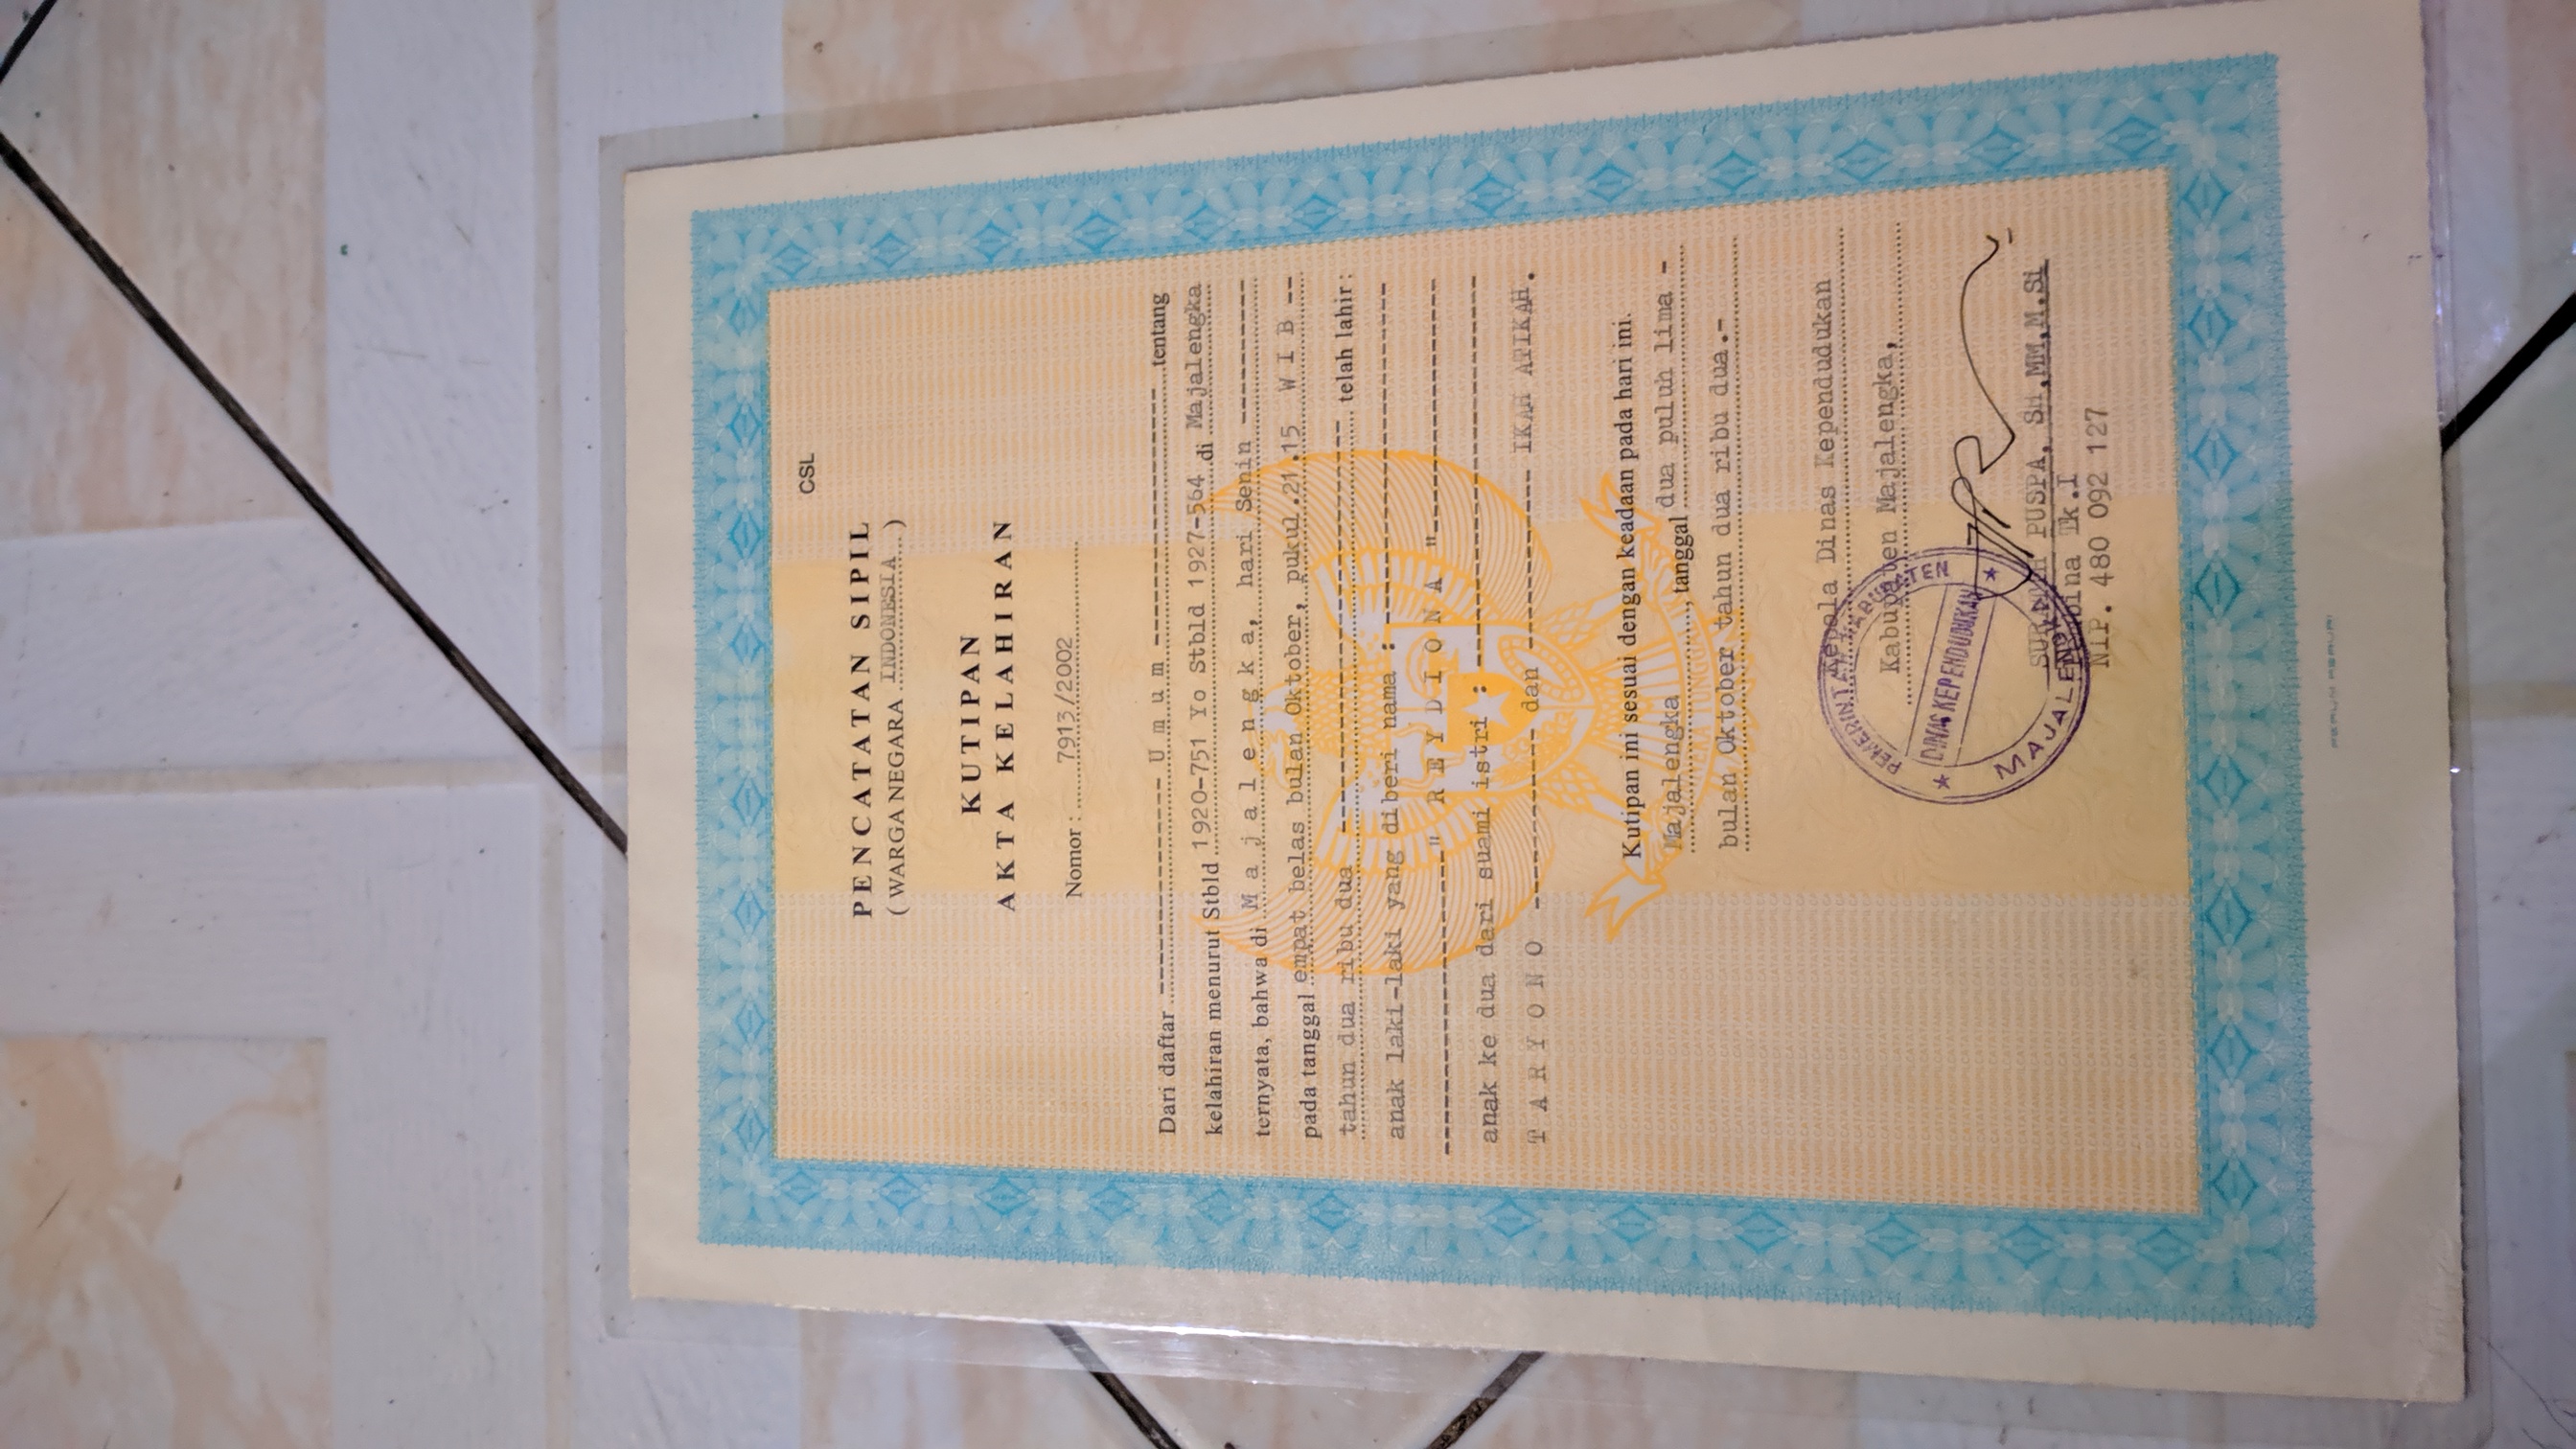 CSL
PENCATATAN SIPIL
( WARGA NEGARA INDONESIA )
KUTIPAN
AKTA KELAHIRAN
Nomor : 7913/2002
Dari daftar --------------- Umum ------------------ tentang
kelahiran menurut Stbld 1920-751 Yo Stbld 1927-564 di Majalengka
ternyata, bahwa di Majalengka, hari Senin ----------
pada tanggal empat belas bulan Oktober, pukul.21.15 WIB --
tahun dua ribu dua ----------------------------- telah lahir :
anak laki-laki yang diberi nama : ------------------------
---------------------" REYDIONA "------------------
anak ke dua dari suami istri : ---------------------------
TARYONO ------------- dan ------------- IKAH ATIKAH.
Kutipan ini sesuai dengan keadaan pada hari ini.
Majalengka, tanggal dua puluh lima -
bulan Oktober tahun dua ribu dua.-
Kepala Dinas Kependudukan
Kabupaten Majalengka,
PEMERINTAH KABUPATEN
DINAS KEPENDUDUKAN
MAJALENGKA
PUSPA, SH,MM,M.Si
Pembina Tk.I
NIP. 480 092 127
PERUM PERURI